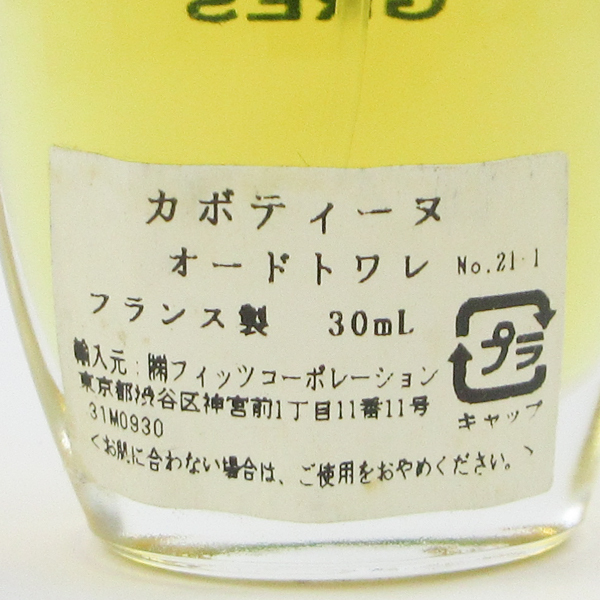 GRES
カボティーヌ
オードトワレ No.21-1
フランス製 30mL
輸入元:㈱フィッツコーポレーション
東京都渋谷区神宮前1丁目11番11号
31M0930
<お肌に合わない場合は、ご使用をおやめください。>
プラ
キャップ